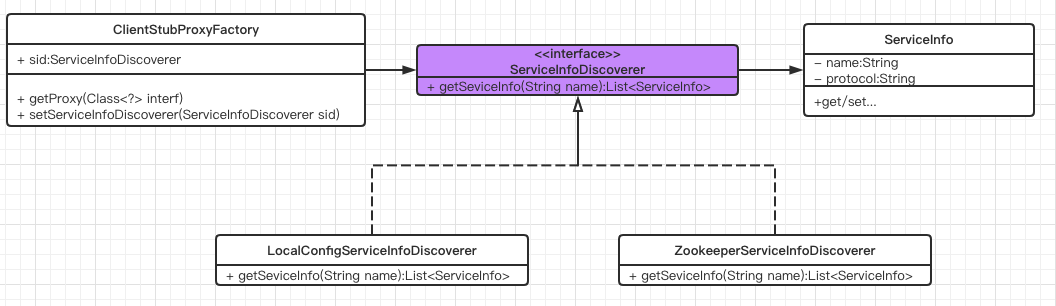 ClientStubProxyFactory
+ sid:ServiceInfoDiscoverer
+ getProxy(Class<?> interf)
+ setServiceInfoDiscoverer(ServiceInfoDiscoverer sid)
<<interface>>
ServiceInfoDiscoverer
+ getSeviceInfo(String name):List<ServiceInfo>
ServiceInfo
− name:String
− protocol:String
+get/set...
LocalConfigServiceInfoDiscoverer
+ getSeviceInfo(String name):List<ServiceInfo>
ZookeeperServiceInfoDiscoverer
+ getSeviceInfo(String name):List<ServiceInfo>